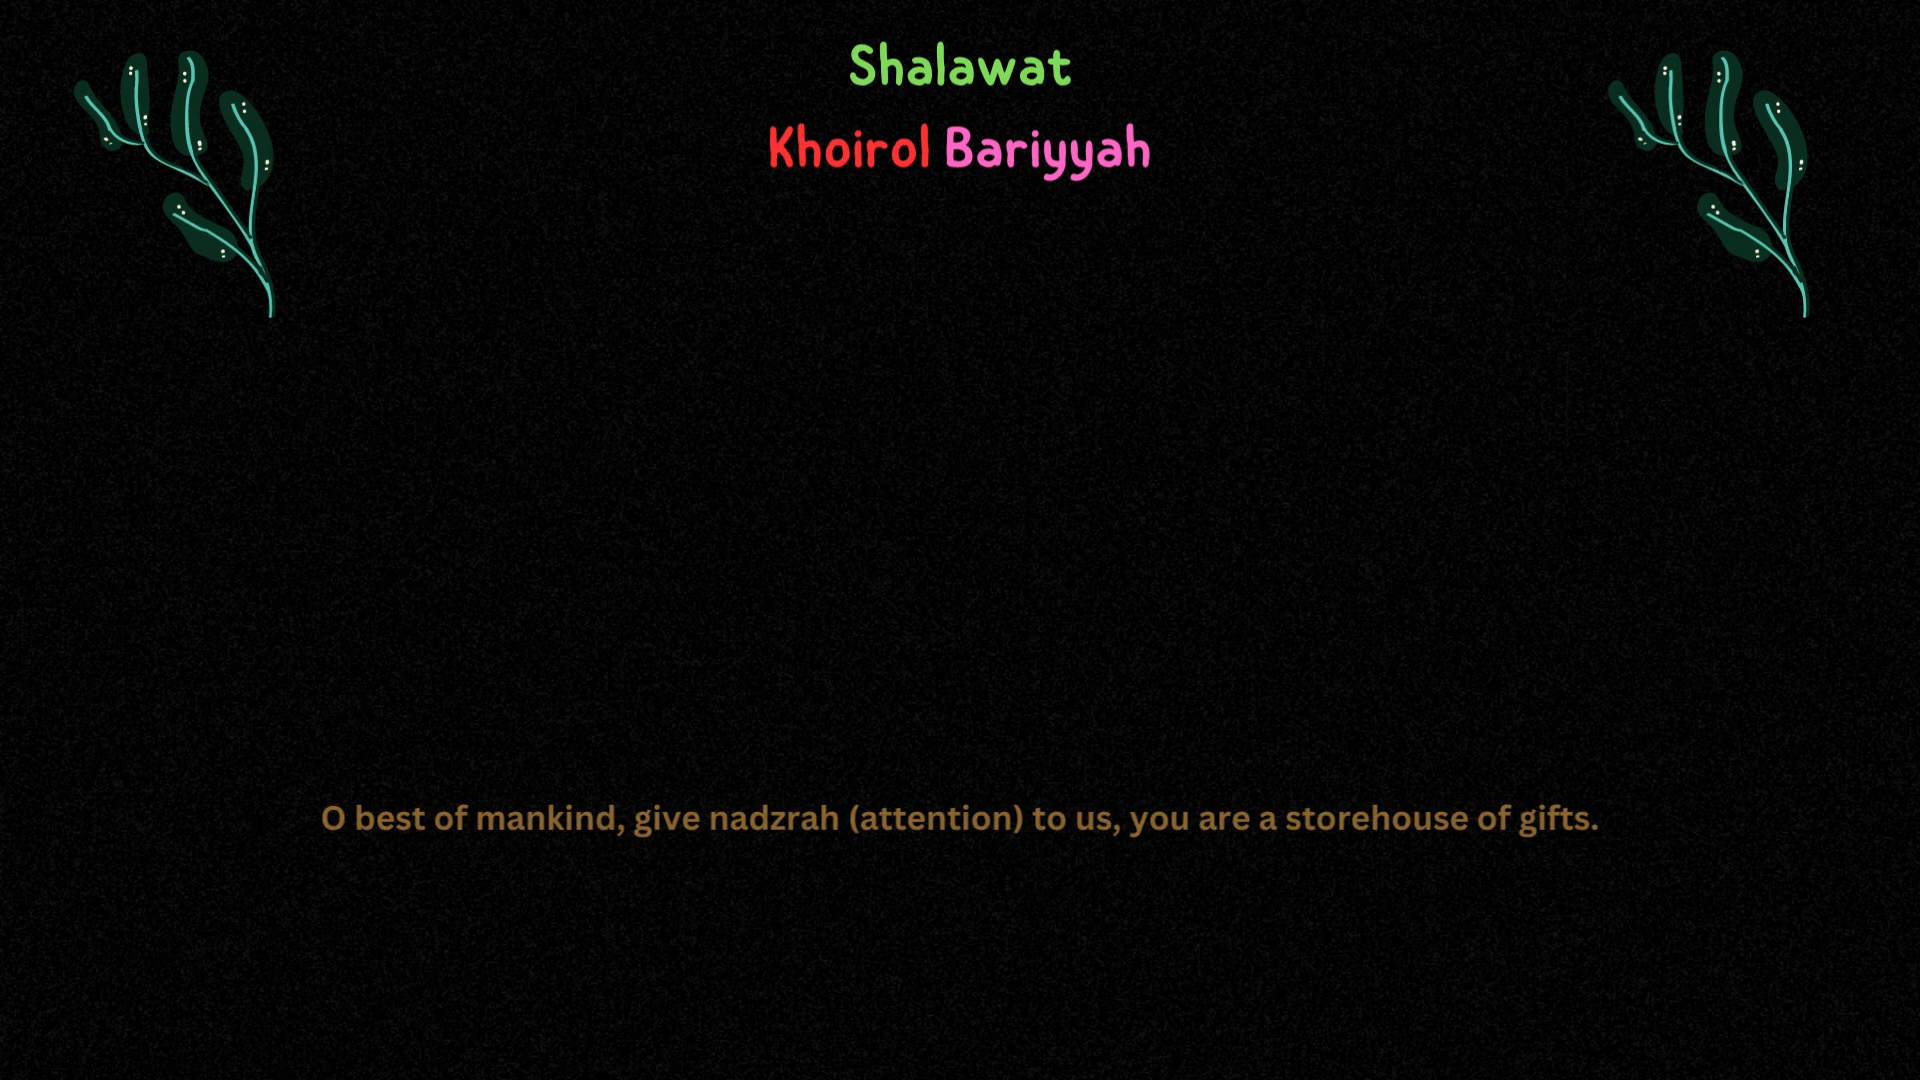 Shalawat
Khoirol Bariyyah
O best of mankind, give nadzrah (attention) to us, you are a storehouse of gifts.